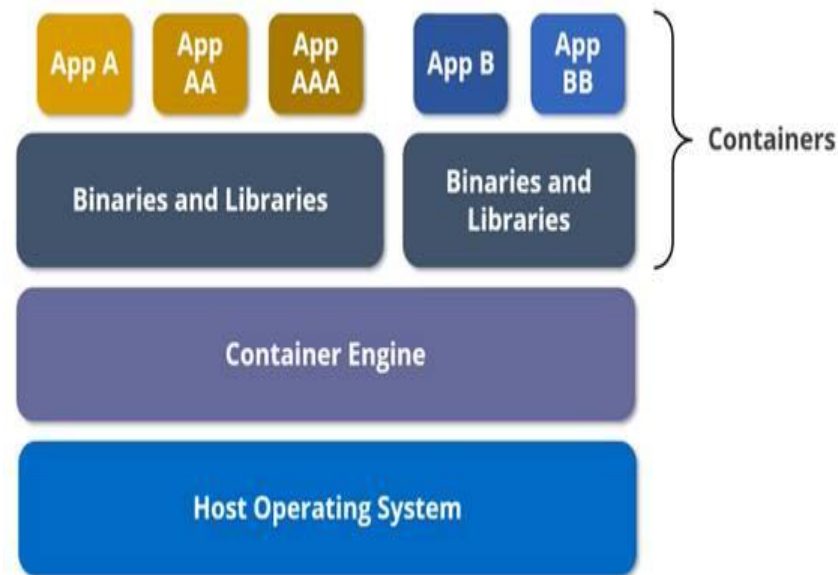 App A
App
AA
App
AAA
App B
App
BB
Containers
Binaries and Libraries
Binaries and
Libraries
Container Engine
Host Operating System